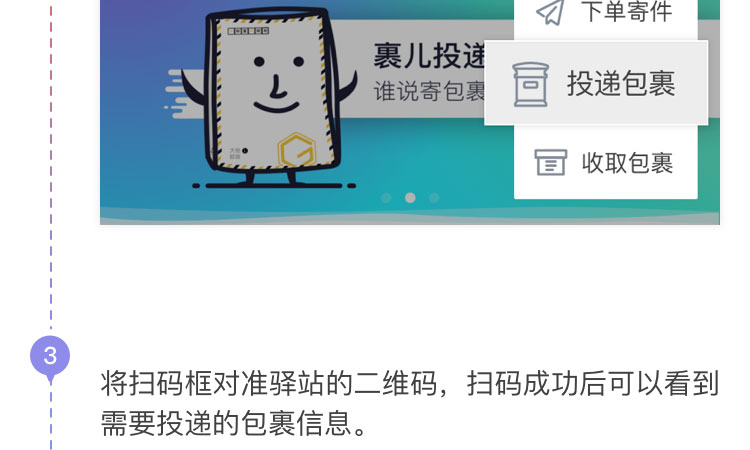 下单寄件
裹儿投递
谁说寄包裹
投递包裹
收取包裹
3
将扫码框对准驿站的二维码，扫码成功后可以看到
需要投递的包裹信息。